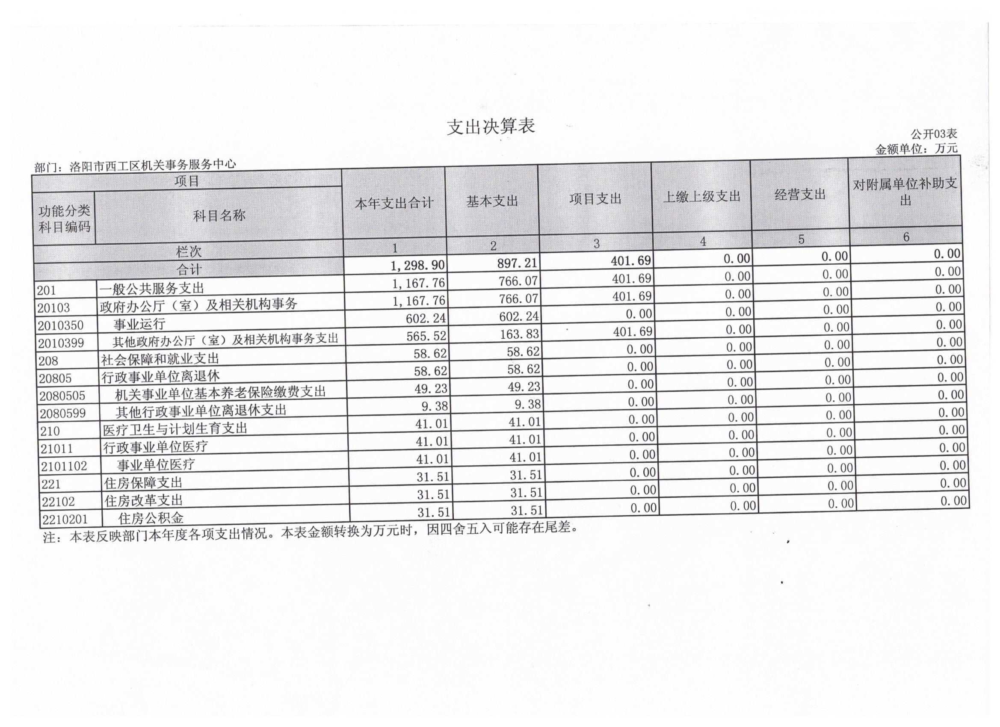 支出决算表
公开03表
金额单位：万元
部门：洛阳市西工区机关事务服务中心
项目
本年支出合计 基本支出 项目支出 上缴上级支出 经营支出 对附属单位补助支
出
功能分类
科目编码
科目名称
栏次 1 2 3 4 5 6
合计 1,298.90 897.21 401.69 0.00 0.00 0.00
201 一般公共服务支出 1,167.76 766.07 401.69 0.00 0.00 0.00
20103 政府办公厅（室）及相关机构事务 1,167.76 766.07 401.69 0.00 0.00 0.00
2010350 事业运行 602.24 602.24 0.00 0.00 0.00 0.00
2010399 其他政府办公厅（室）及相关机构事务支出 565.52 163.83 401.69 0.00 0.00 0.00
208 社会保障和就业支出 58.62 58.62 0.00 0.00 0.00 0.00
20805 行政事业单位离退休 58.62 58.62 0.00 0.00 0.00 0.00
2080505 机关事业单位基本养老保险缴费支出 49.23 49.23 0.00 0.00 0.00 0.00
2080599 其他行政事业单位离退休支出 9.38 9.38 0.00 0.00 0.00 0.00
210 医疗卫生与计划生育支出 41.01 41.01 0.00 0.00 0.00 0.00
21011 行政事业单位医疗 41.01 41.01 0.00 0.00 0.00 0.00
2101102 事业单位医疗 41.01 41.01 0.00 0.00 0.00 0.00
221 住房保障支出 31.51 31.51 0.00 0.00 0.00 0.00
22102 住房改革支出 31.51 31.51 0.00 0.00 0.00 0.00
2210201 住房公积金 31.51 31.51 0.00 0.00 0.00 0.00
注：本表反映部门本年度各项支出情况。本表金额转换为万元时，因四舍五入可能存在尾差。